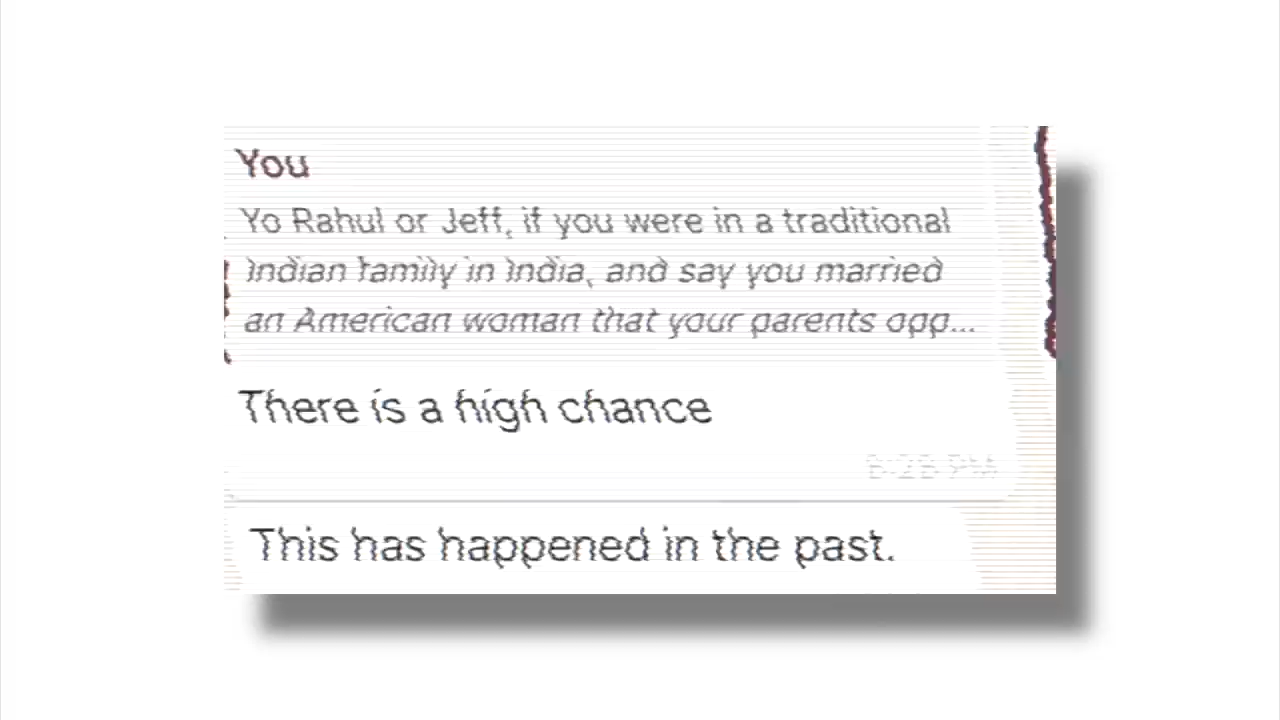 You
Yo Rahul or Jeff, if you were in a traditional
Indian family in India, and say you married
an American woman that your parents opp...
There is a high chance
PM
This has happened in the past.